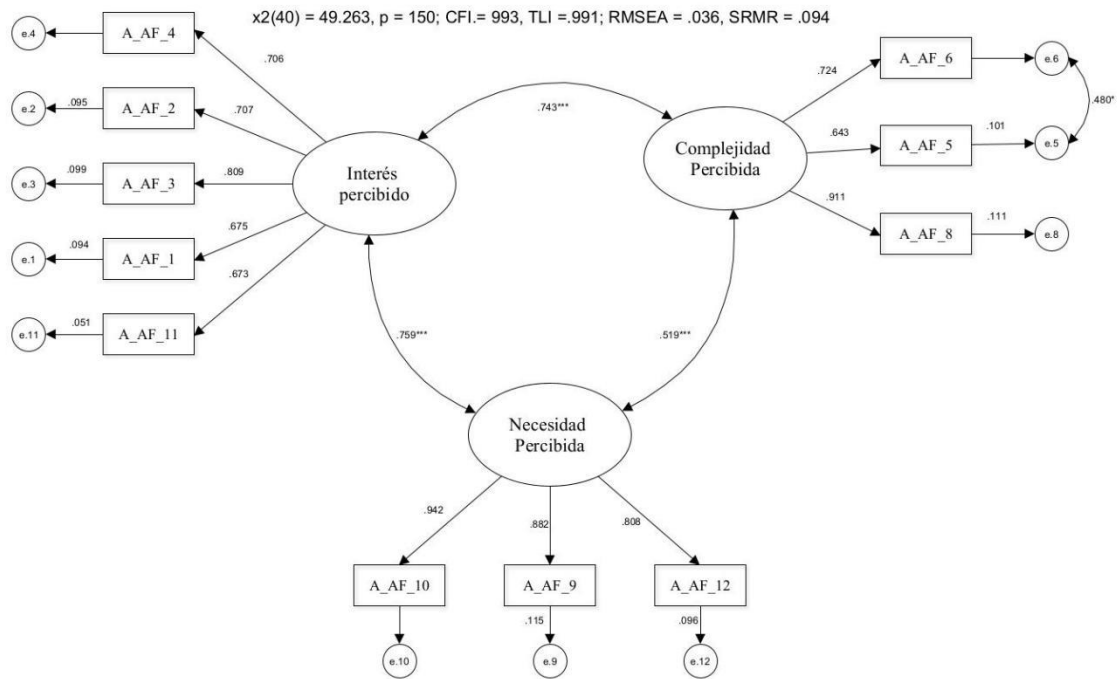 x2(40) = 49.263, p = 150; CFI.= 993, TLI =.991; RMSEA = .036, SRMR = .094
e.4
A_AF_4
.706
e.2
.095
A_AF_2
.707
e.3
.099
A_AF_3
.809
e.1
.094
A_AF_1
.675
e.11
.051
A_AF_11
.673
Interés
percibido
.743***
Complejidad
Percibida
.724
A_AF_6
e.6
.480*
.643
A_AF_5
.101
e.5
.911
A_AF_8
.111
e.8
.759***
.519***
Necesidad
Percibida
.942
.882
.808
A_AF_10
A_AF_9
A_AF_12
.115
.096
e.10
e.9
e.12